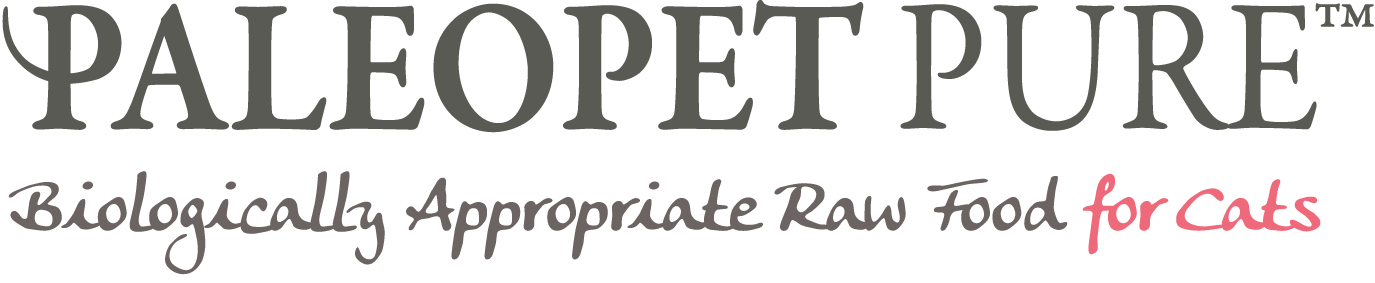 PALEOPET PURE™
Biologically Appropriate Raw Food for Cats